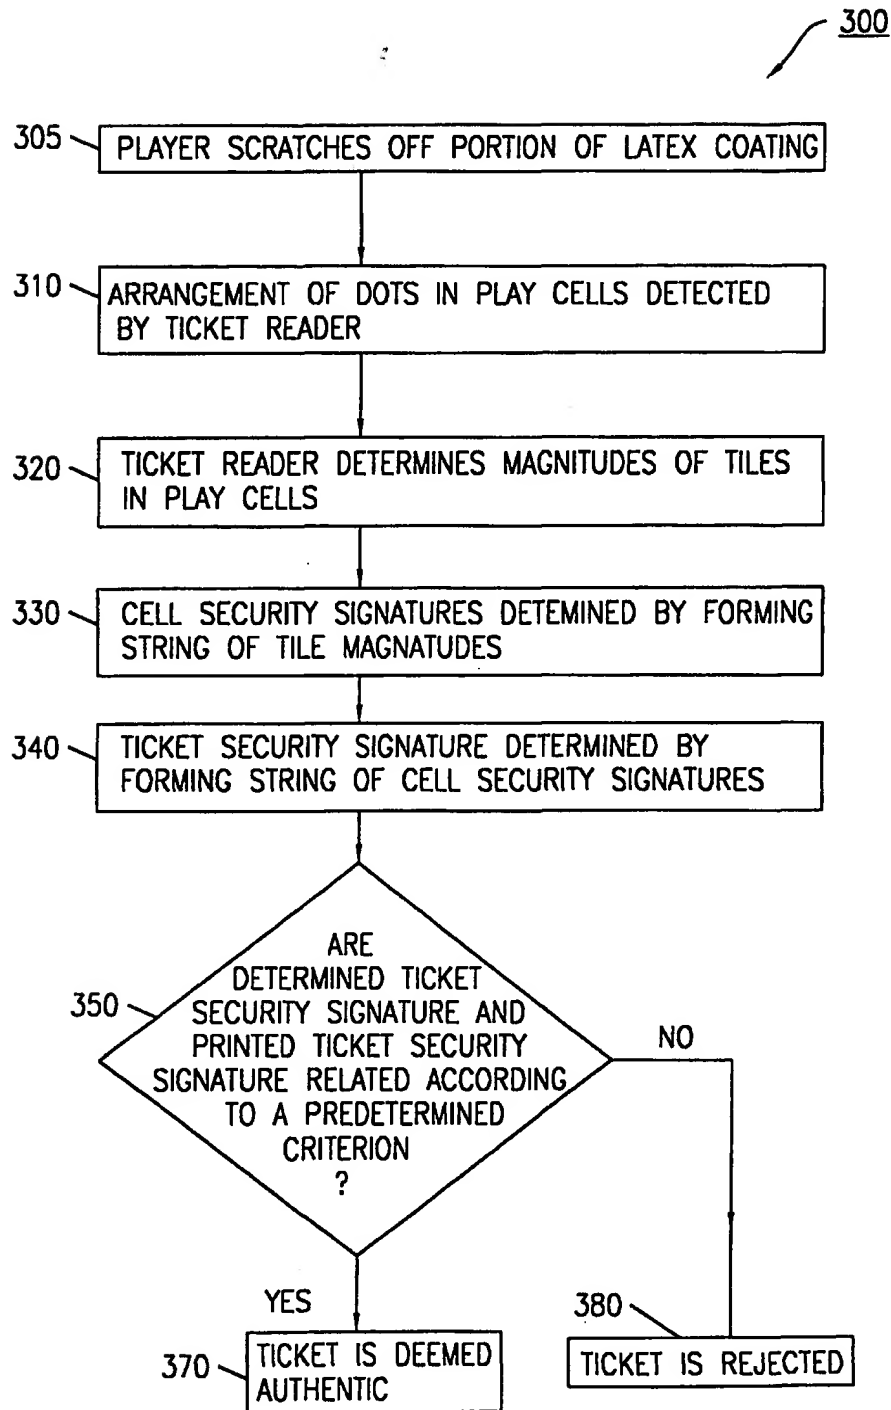 300
305
PLAYER SCRATCHES OFF PORTION OF LATEX COATING
310
ARRANGEMENT OF DOTS IN PLAY CELLS DETECTED
BY TICKET READER
320
TICKET READER DETERMINES MAGNITUDES OF TILES
IN PLAY CELLS
330
CELL SECURITY SIGNATURES DETEMINED BY FORMING
STRING OF TILE MAGNATUDES
340
TICKET SECURITY SIGNATURE DETERMINED BY
FORMING STRING OF CELL SECURITY SIGNATURES
350
ARE
DETERMINED TICKET
SECURITY SIGNATURE AND
PRINTED TICKET SECURITY
SIGNATURE RELATED ACCORDING
TO A PREDETERMINED
CRITERION
?
NO
YES
370
TICKET IS DEEMED
AUTHENTIC
380
TICKET IS REJECTED